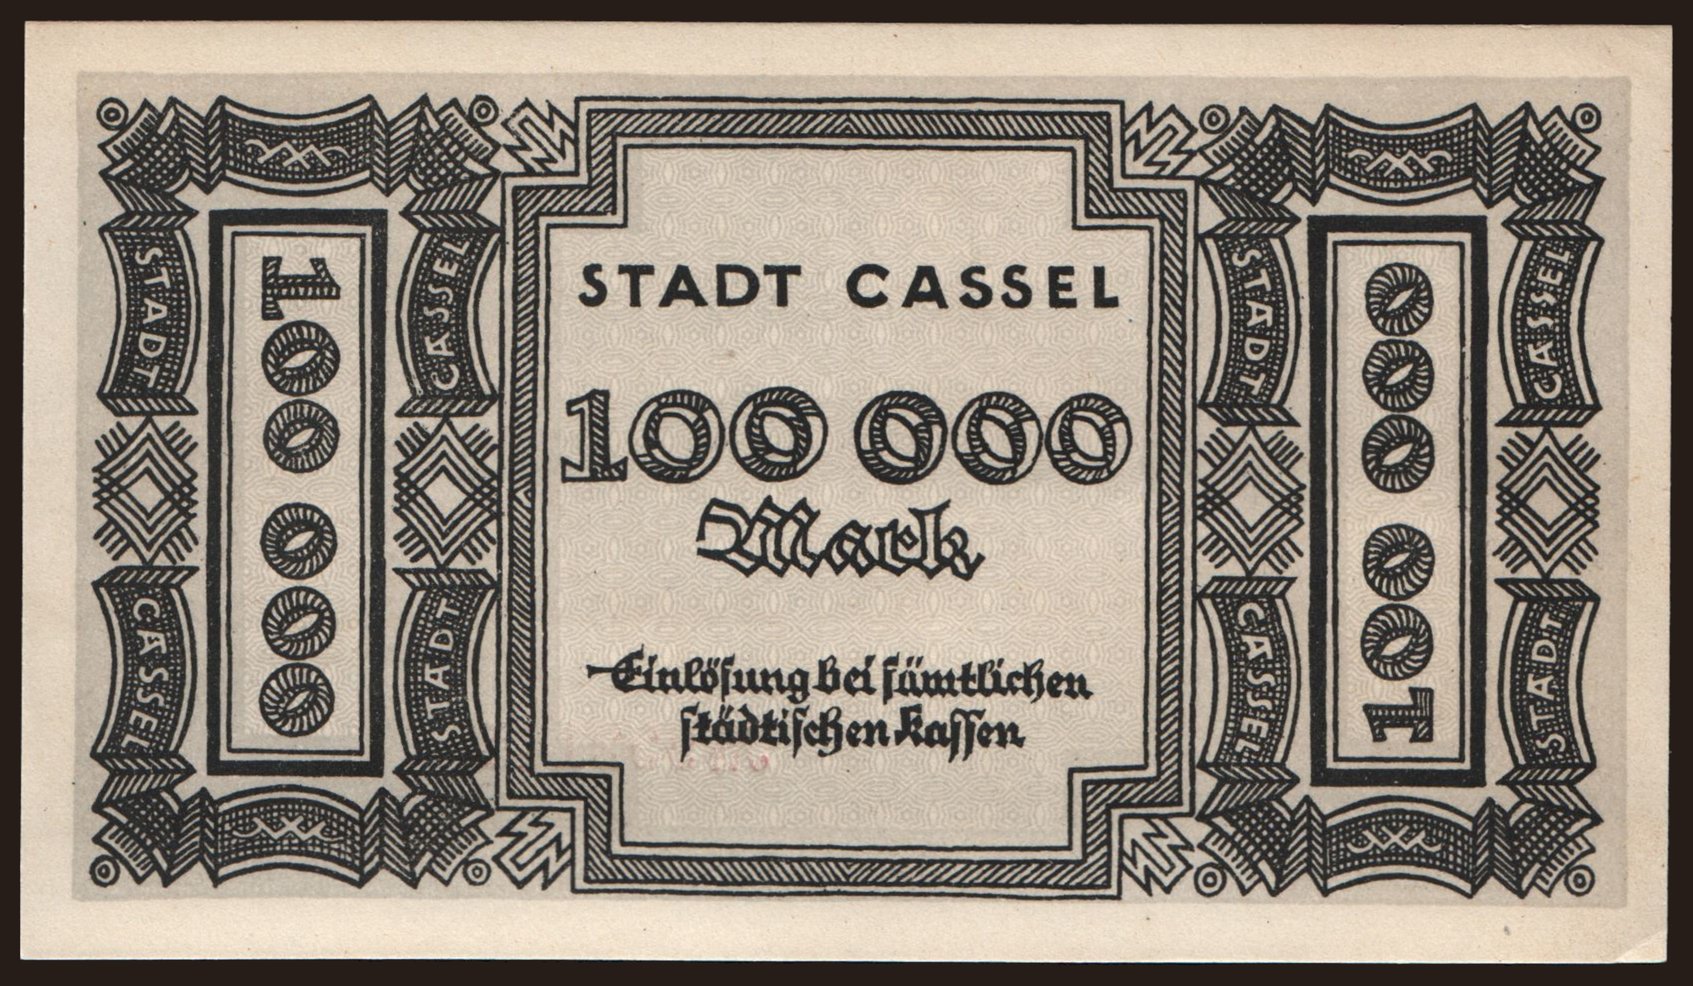 STADT CASSEL
100 000
Mark
Einlösung bei sämtlichen
städtischen Kassen
STADT
CASSEL
CASSEL
STADT
100 000
STADT
CASSEL
CASSEL
STADT
100 000